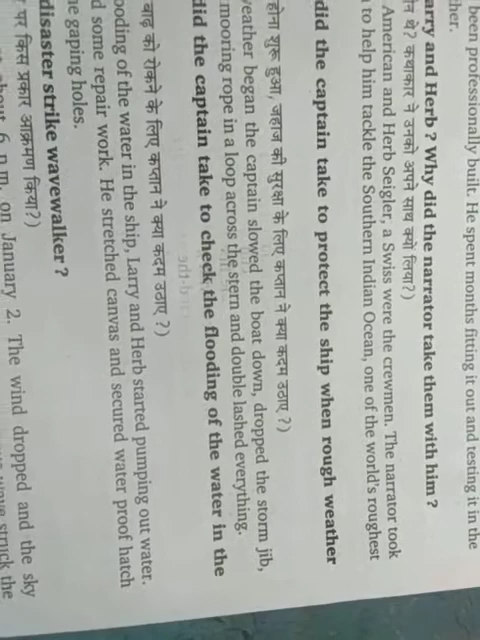 been professionally built. He spent months fitting it out and testing it in the
her.
arry and Herb ? Why did the narrator take them with him ?
न थे? कथाकार ने उनको अपने साथ क्यों लिया?)
American and Herb Seigler, a Swiss were the crewmen. The narrator took
to help him tackle the Southern Indian Ocean, one of the world's roughest
did the captain take to protect the ship when rough weather
होना शुरू हुआ, जहाज की सुरक्षा के लिए कप्तान ने क्या कदम उठाए ?)
eather began the captain slowed the boat down, dropped the storm jib,
mooring rope in a loop across the stern and double lashed everything.
did the captain take to check the flooding of the water in the
बाढ़ को रोकने के लिए कप्तान ने क्या कदम उठाए ?)
ooding of the water in the ship, Larry and Herb started pumping out water.
d some repair work. He stretched canvas and secured water proof hatch
he gaping holes.
disaster strike wavewalker ?
पर किस प्रकार आक्रमण किया?)
about 6 p.m. on January 2. The wind dropped and the sky
wave struck the